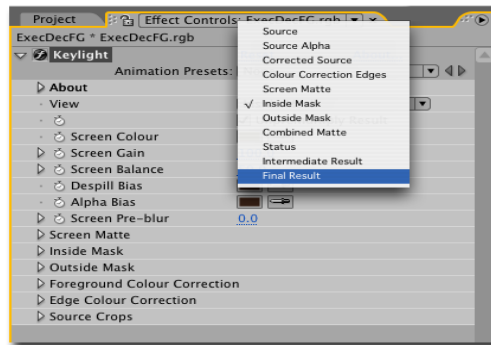 Project
Effect Controls: ExecDecFG.rgb
ExecDecFG * ExecDecFG.rgb
Keylight
Animation Presets:
About
View
Screen Colour
Screen Gain
Screen Balance
Despill Bias
Alpha Bias
Screen Pre-blur 0.0
Screen Matte
Inside Mask
Outside Mask
Foreground Colour Correction
Edge Colour Correction
Source Crops
Source
Source Alpha
Corrected Source
Colour Correction Edges
Screen Matte
✓ Inside Mask
Outside Mask
Combined Matte
Status
Intermediate Result
Final Result